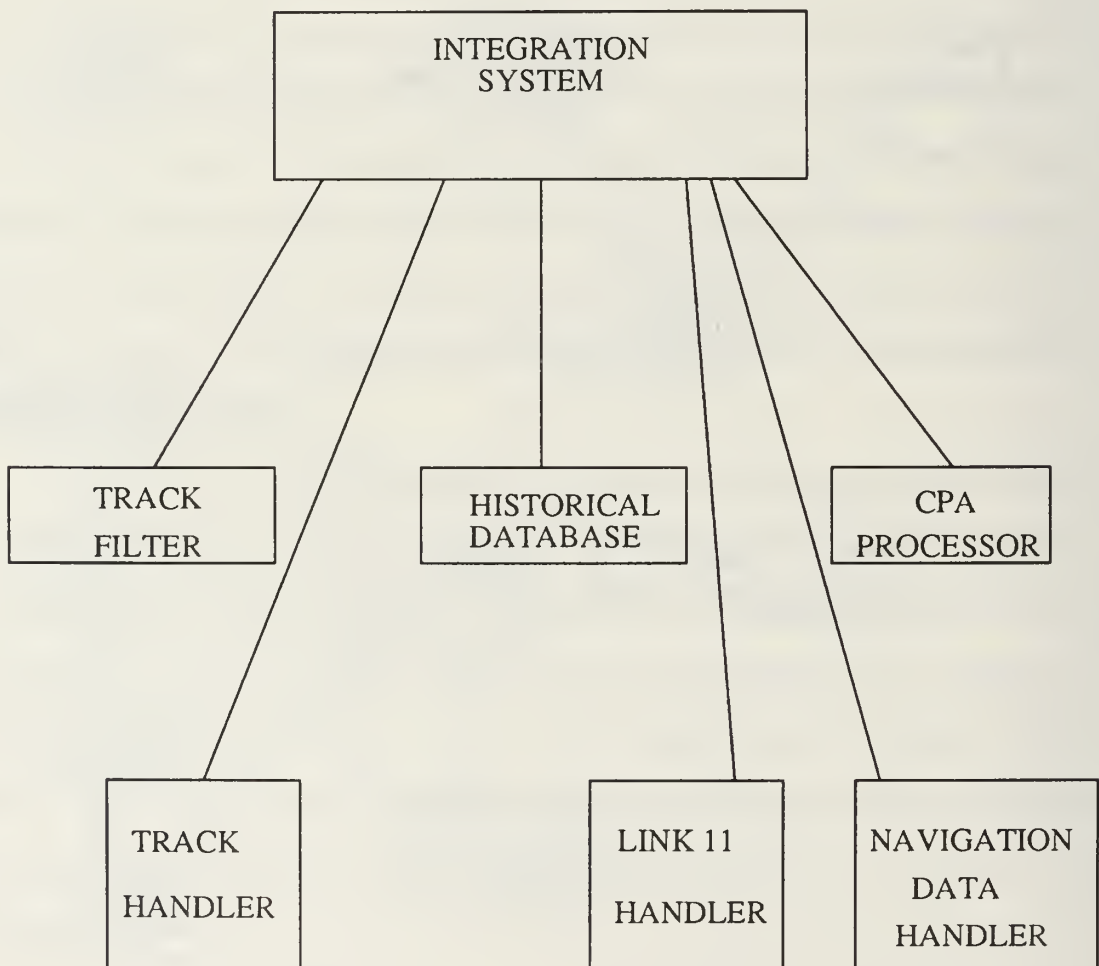 INTEGRATION
SYSTEM
TRACK
FILTER
HISTORICAL
DATABASE
CPA
PROCESSOR
TRACK
HANDLER
LINK 11
HANDLER
NAVIGATION
DATA
HANDLER